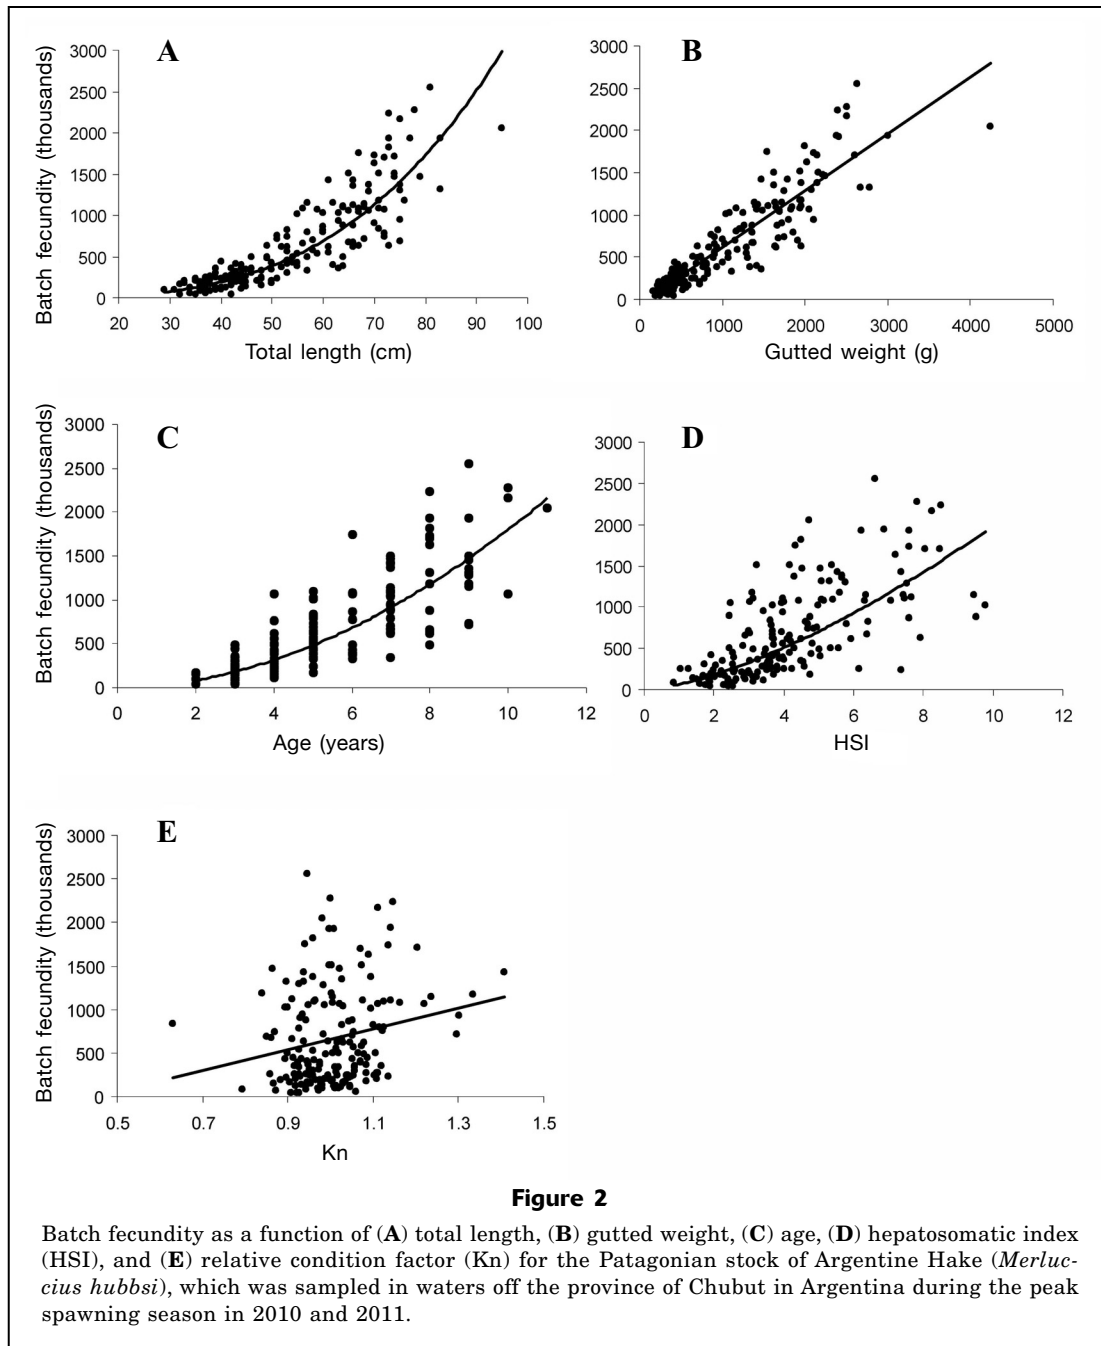 A
B
Batch fecundity (thousands)
3000
2500
2000
1500
1000
500
0
20 30 40 50 60 70 80 90 100
Total length (cm)
3000
2500
2000
1500
1000
500
0
0 1000 2000 3000 4000 5000
Gutted weight (g)
C
D
Batch fecundity (thousands)
3000
2500
2000
1500
1000
500
0
0 2 4 6 8 10 12
Age (years)
3000
2500
2000
1500
1000
500
0
0 2 4 6 8 10 12
HSI
E
Batch fecundity (thousands)
3000
2500
2000
1500
1000
500
0
0.5 0.7 0.9 1.1 1.3 1.5
Kn
Figure 2
Batch fecundity as a function of (A) total length, (B) gutted weight, (C) age, (D) hepatosomatic index
(HSI), and (E) relative condition factor (Kn) for the Patagonian stock of Argentine Hake (Merluc-
cius hubbsi), which was sampled in waters off the province of Chubut in Argentina during the peak
spawning season in 2010 and 2011.